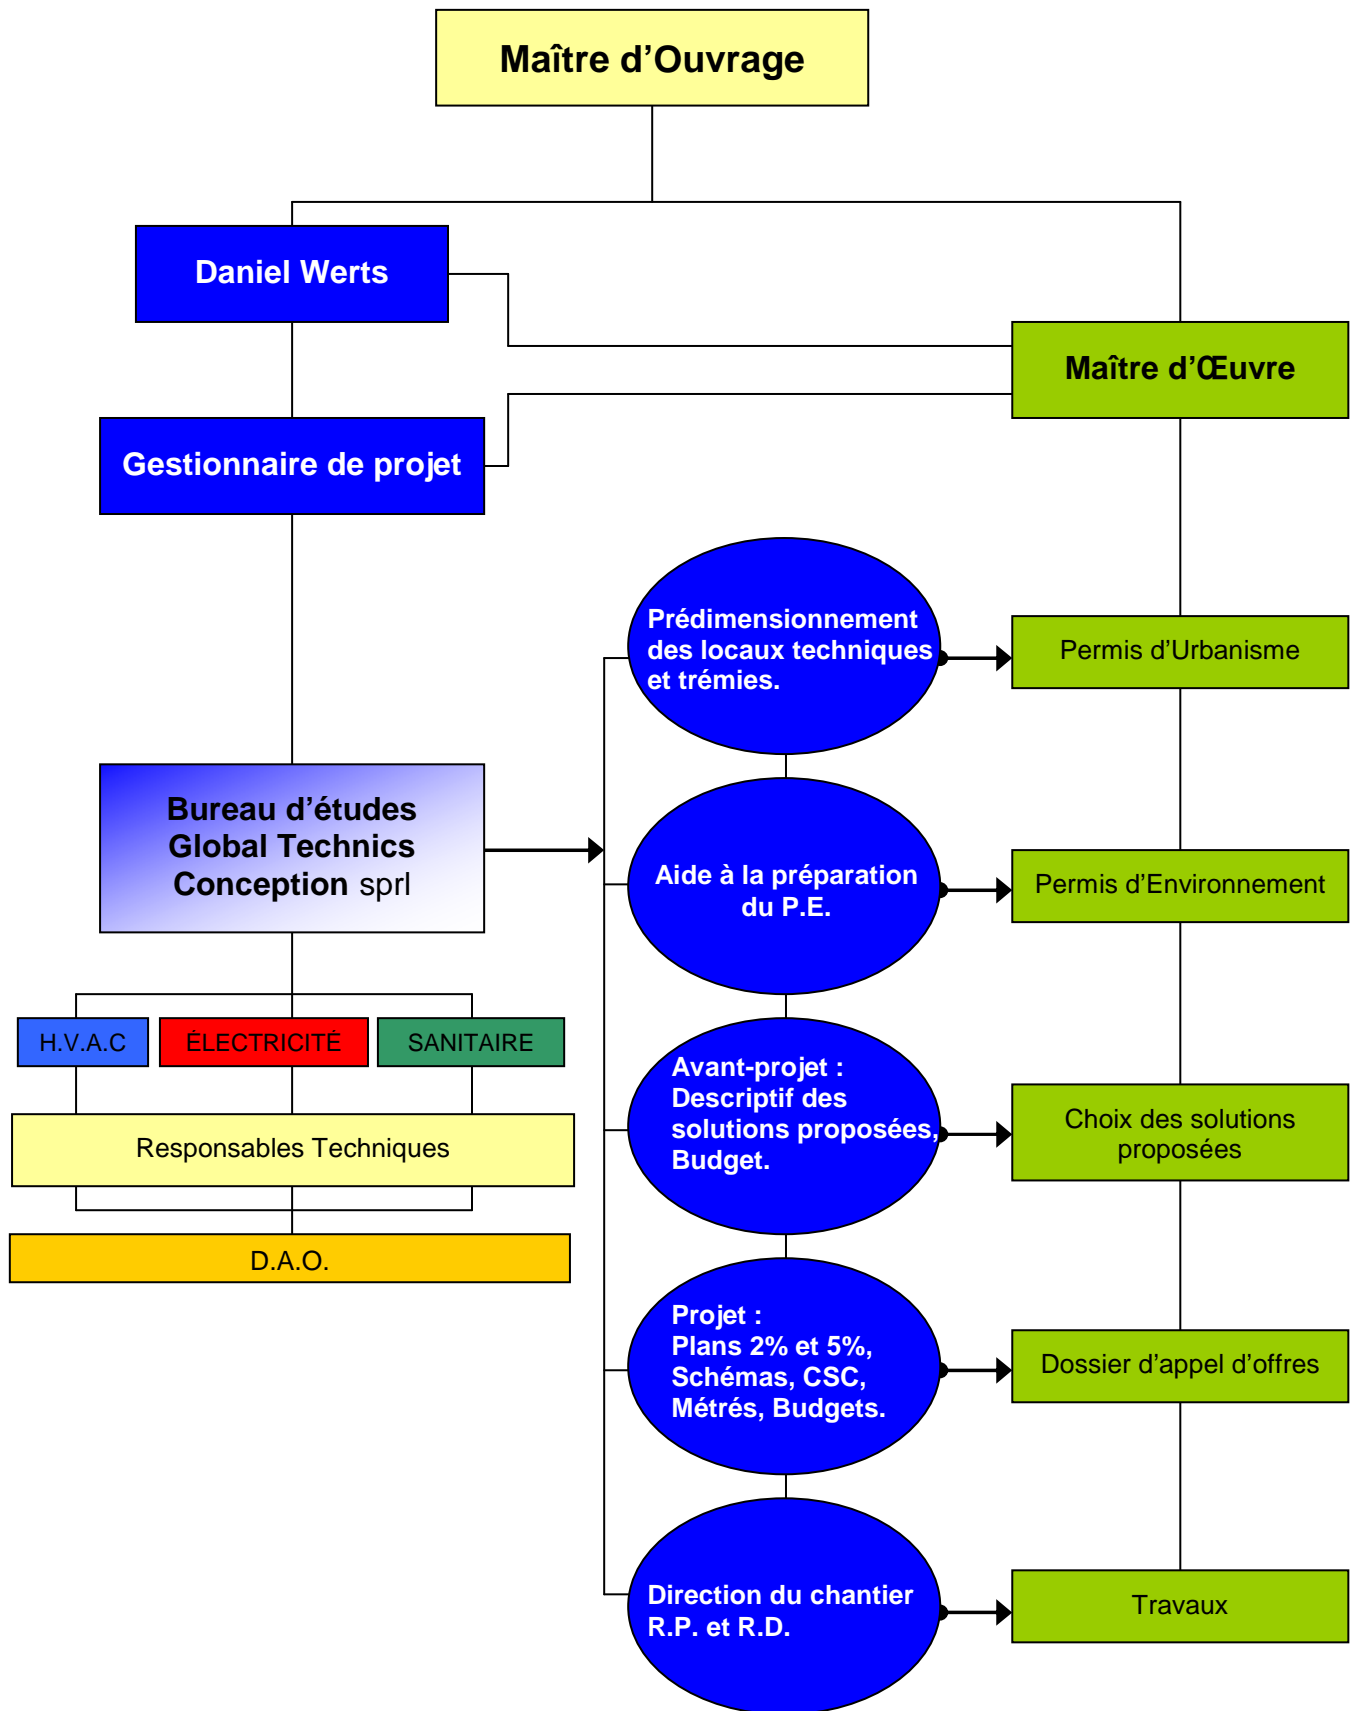 Maître d’Ouvrage
Daniel Werts
Maître d’Œuvre
Gestionnaire de projet
Prédimensionnement
des locaux techniques
et trémies.
Permis d’Urbanisme
Bureau d’études
Global Technics
Conception sprl
Aide à la préparation
du P.E.
Permis d’Environnement
H.V.A.C
ÉLECTRICITÉ
SANITAIRE
Responsables Techniques
D.A.O.
Avant-projet :
Descriptif des
solutions proposées,
Budget.
Choix des solutions
proposées
Projet :
Plans 2% et 5%,
Schémas, CSC,
Métrés, Budgets.
Dossier d’appel d’offres
Direction du chantier
R.P. et R.D.
Travaux